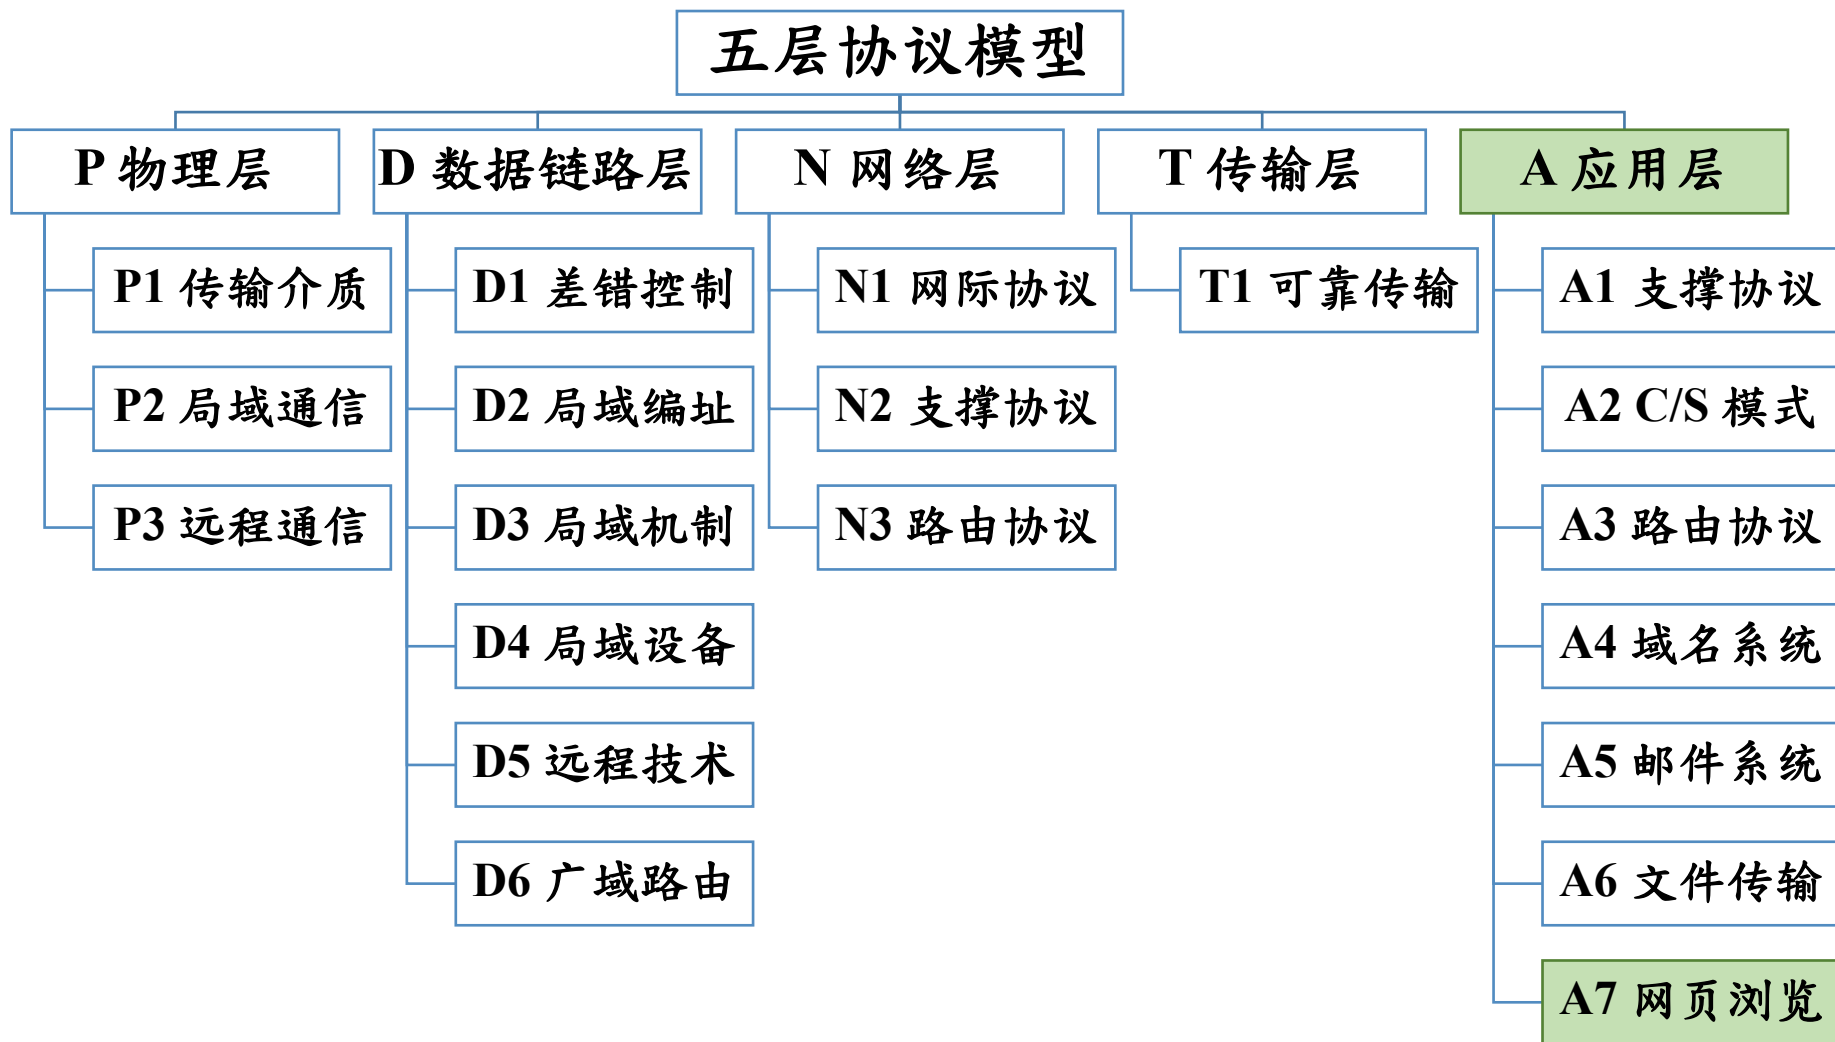 五层协议模型
P 物理层
D 数据链路层
N 网络层
T 传输层
A 应用层
P1 传输介质
D1 差错控制
N1 网际协议
T1 可靠传输
A1 支撑协议
P2 局域通信
D2 局域编址
N2 支撑协议
A2 C/S 模式
P3 远程通信
D3 局域机制
N3 路由协议
A3 路由协议
D4 局域设备
A4 域名系统
D5 远程技术
A5 邮件系统
D6 广域路由
A6 文件传输
A7 网页浏览